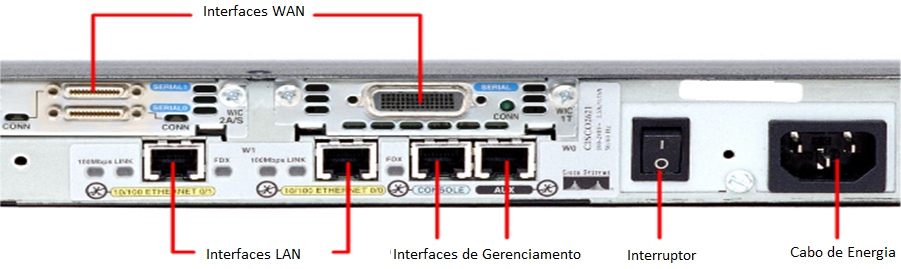 Interfaces WAN
SERIAL1
SERIAL0
CONN
CONN
WIC
2A/S
SERIAL
CONN
WIC
1T
CISCO2621
W1
W0
100Mbps LINK
FDX
100Mbps LINK
FDX
10/100 ETHERNET 0/1
10/100 ETHERNET 0/0
CONSOLE
AUX
CISCO SYSTEMS
I
O
Interfaces LAN
Interfaces de Gerenciamento
Interruptor
Cabo de Energia